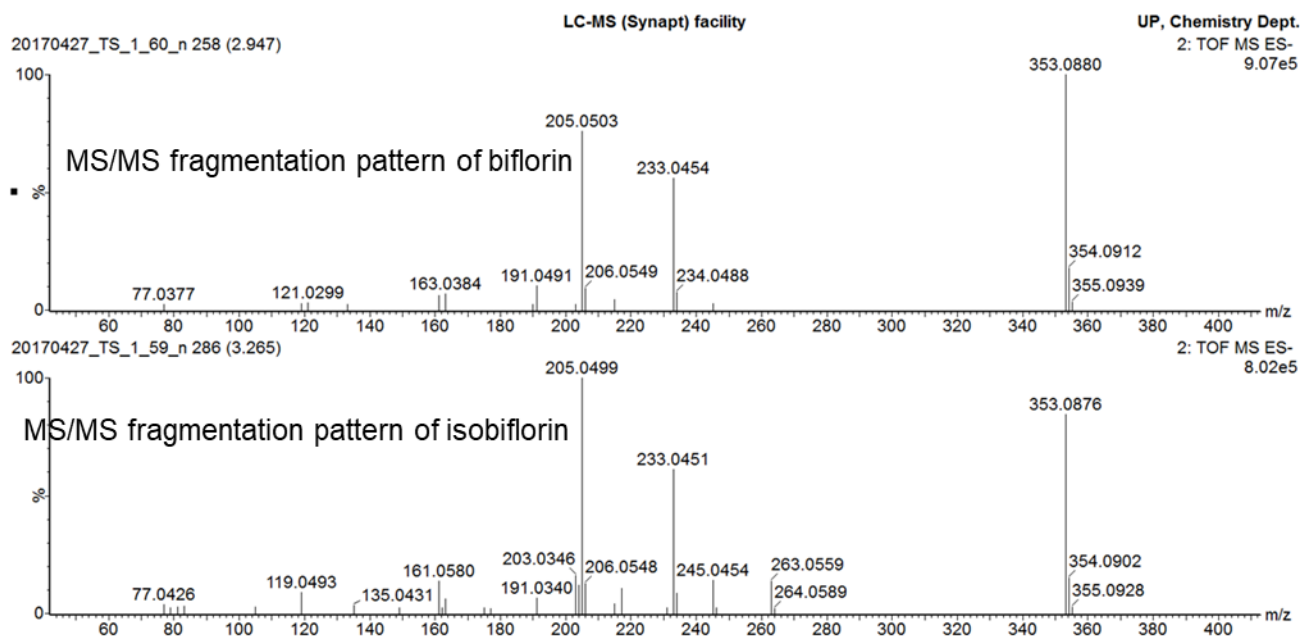 LC-MS (Synapt) facility
UP, Chemistry Dept.
20170427_TS_1_60_n 258 (2.947)
2: TOF MS ES-
9.07e5
100
353.0880
205.0503
MS/MS fragmentation pattern of biflorin
233.0454
%
354.0912
191.0491
206.0549
234.0488
163.0384
355.0939
77.0377
121.0299
0
m/z
60 80 100 120 140 160 180 200 220 240 260 280 300 320 340 360 380 400
20170427_TS_1_59_n 286 (3.265)
2: TOF MS ES-
8.02e5
205.0499
100
353.0876
MS/MS fragmentation pattern of isobiflorin
233.0451
%
203.0346
263.0559
354.0902
161.0580
206.0548
245.0454
119.0493
264.0589
355.0928
77.0426
135.0431
191.0340
0
m/z
60 80 100 120 140 160 180 200 220 240 260 280 300 320 340 360 380 400